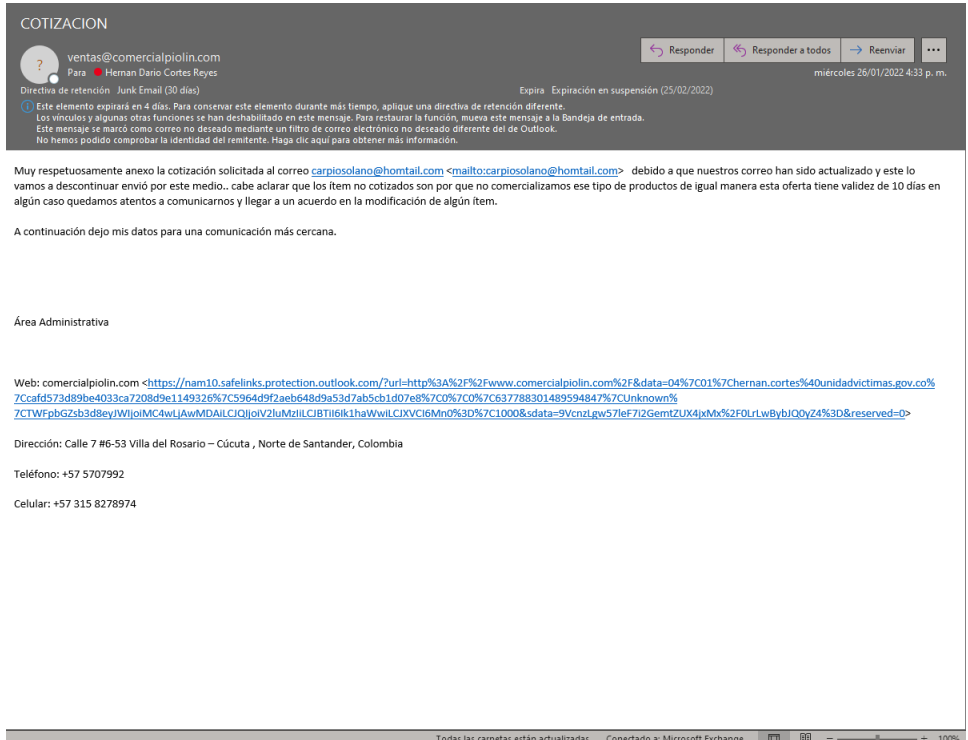 COTIZACION
?
ventas@comercialpiolin.com
Para Hernan Dario Cortes Reyes
Responder
Responder a todos
Reenviar
miércoles 26/01/2022 4:33 p. m.
Directiva de retención Junk Email (30 días)
Expira Expiración en suspensión (25/02/2022)
Este elemento expirará en 4 días. Para conservar este elemento durante más tiempo, aplique una directiva de retención diferente.
Los vínculos y algunas otras funciones se han deshabilitado en este mensaje. Para restaurar la función, mueva este mensaje a la Bandeja de entrada.
Este mensaje se marcó como correo no deseado mediante un filtro de correo electrónico no deseado diferente del de Outlook.
No hemos podido comprobar la identidad del remitente. Haga clic aquí para obtener más información.
Muy respetuosamente anexo la cotización solicitada al correo carpiosolano@homtail.com <mailto:carpiosolano@homtail.com> debido a que nuestros correo han sido actualizado y este lo
vamos a descontinuar envió por este medio.. cabe aclarar que los ítem no cotizados son por que no comercializamos ese tipo de productos de igual manera esta oferta tiene validez de 10 días en
algún caso quedamos atentos a comunicarnos y llegar a un acuerdo en la modificación de algún ítem.
A continuación dejo mis datos para una comunicación más cercana.
Área Administrativa
Web: comercialpiolin.com <https://nam10.safelinks.protection.outlook.com/?url=http%3A%2F%2Fwww.comercialpiolin.com%2F&data=04%7C01%7Chernan.cortes%40unidadvictimas.gov.co%
7Ccafd573d89be4033ca7208d9e1149326%7C5964d9f2aeb648d9a53d7ab5cb1d07e8%7C0%7C0%7C637788301489594847%7CUnknown%
7CTWFpbGZsb3d8eyJWIjoiMC4wLjAwMDAiLCJQIjoiV2luMzIiLCJBTiI6Ik1haWwiLCJXVCI6Mn0%3D%7C1000&sdata=9VcnzLgw57leF7i2GemtZUX4jxMx%2F0LrLwBybJQ0yZ4%3D&reserved=0>
Dirección: Calle 7 #6-53 Villa del Rosario – Cúcuta , Norte de Santander, Colombia
Teléfono: +57 5707992
Celular: +57 315 8278974
Todas las carpetas están actualizadas. Conectado a: Microsoft Exchange 100%